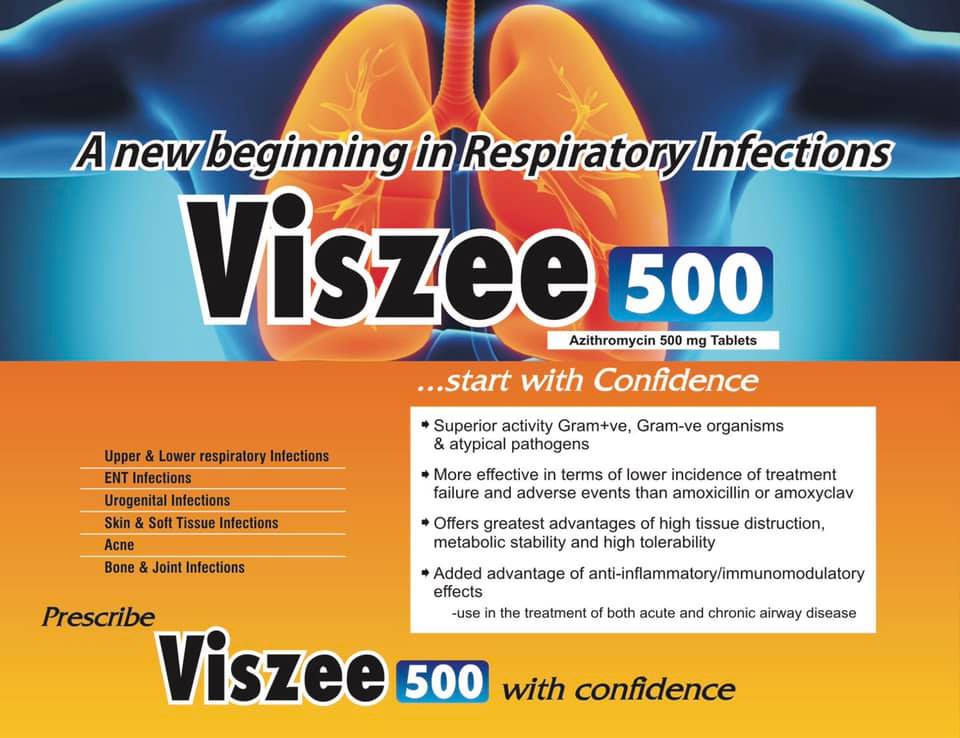 A new beginning in Respiratory Infections
Viszee 500
Azithromycin 500 mg Tablets
...start with Confidence
Upper & Lower respiratory Infections
ENT Infections
Urogenital Infections
Skin & Soft Tissue Infections
Acne
Bone & Joint Infections
Superior activity Gram+ve, Gram-ve organisms
& atypical pathogens
More effective in terms of lower incidence of treatment
failure and adverse events than amoxicillin or amoxyclav
Offers greatest advantages of high tissue distruction,
metabolic stability and high tolerability
Added advantage of anti-inflammatory/immunomodulatory
effects
-use in the treatment of both acute and chronic airway disease
Prescribe
Viszee 500 with confidence